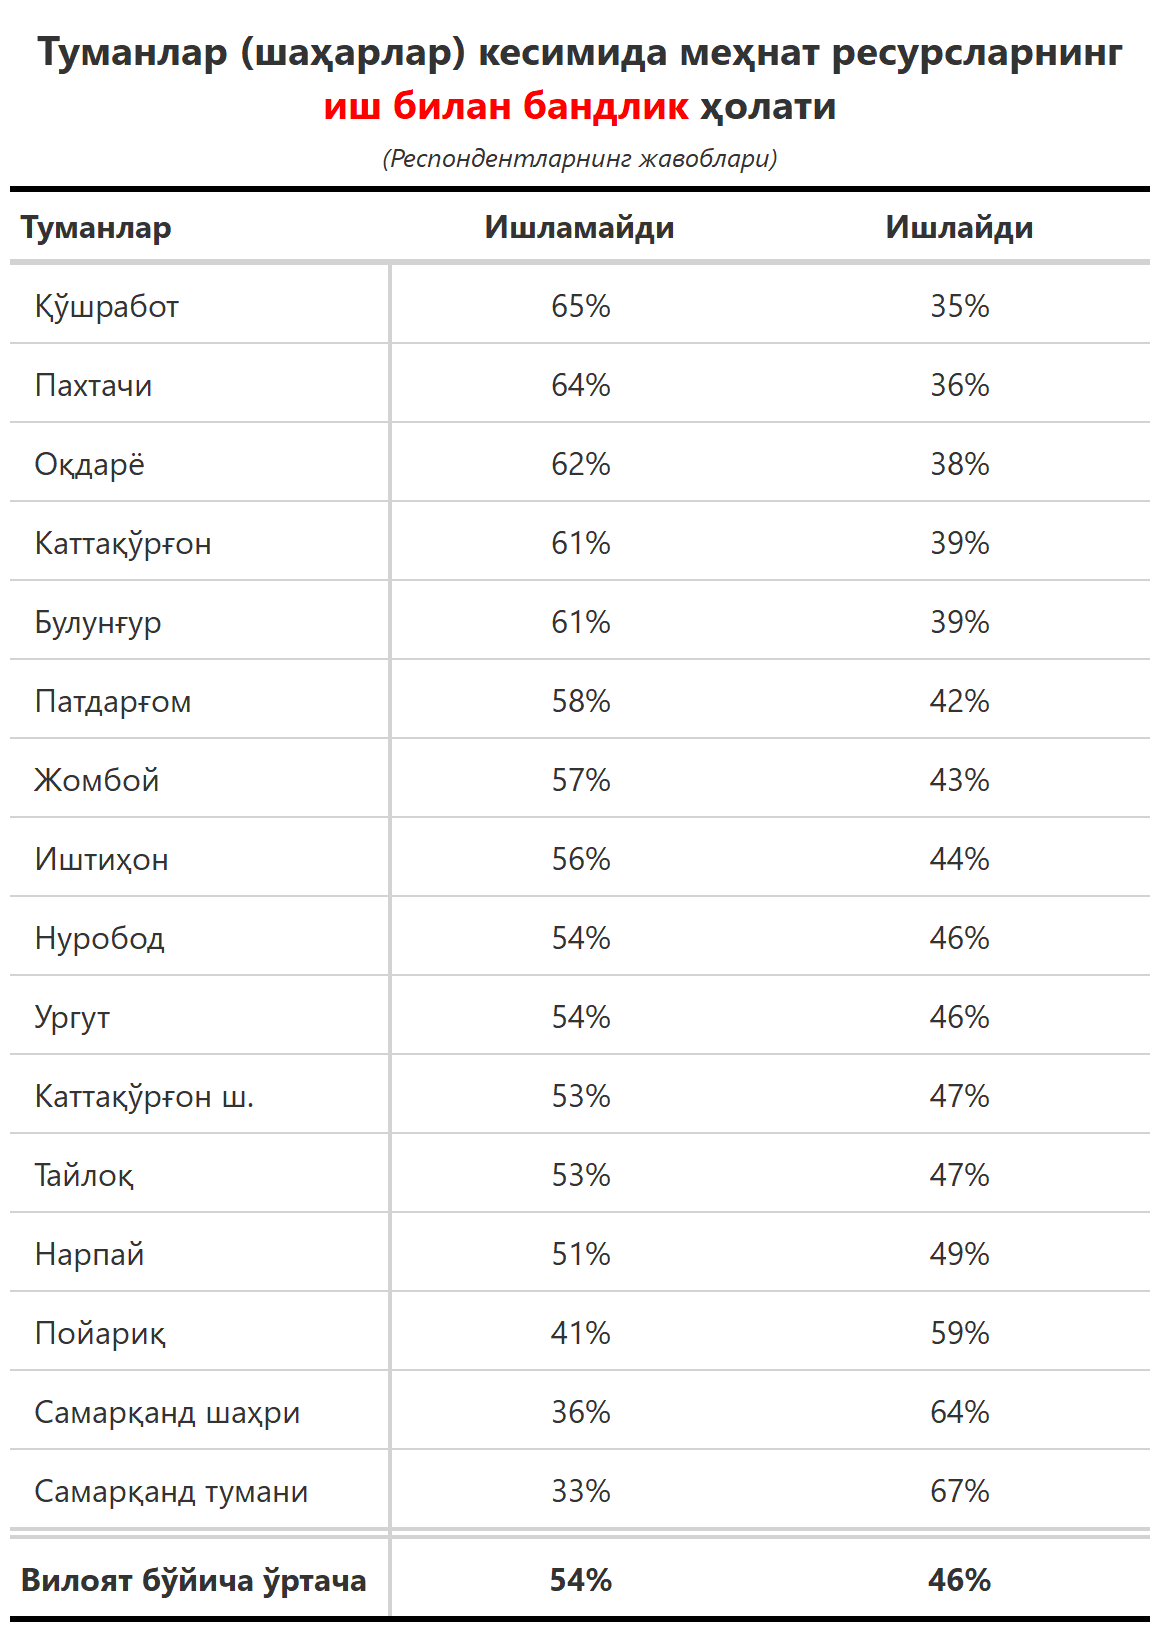 Туманлар (шаҳарлар) кесимида меҳнат ресурсларнинг
иш билан бандлик ҳолати
(Респондентларнинг жавоблари)
Туманлар Ишламайди Ишлайди
Қўшработ 65% 35%
Пахтачи 64% 36%
Оқдарё 62% 38%
Каттақўрғон 61% 39%
Булунғур 61% 39%
Патдарғом 58% 42%
Жомбой 57% 43%
Иштиҳон 56% 44%
Нуробод 54% 46%
Ургут 54% 46%
Каттақўрғон ш. 53% 47%
Тайлоқ 53% 47%
Нарпай 51% 49%
Пойариқ 41% 59%
Самарқанд шаҳри 36% 64%
Самарқанд тумани 33% 67%
Вилоят бўйича ўртача 54% 46%